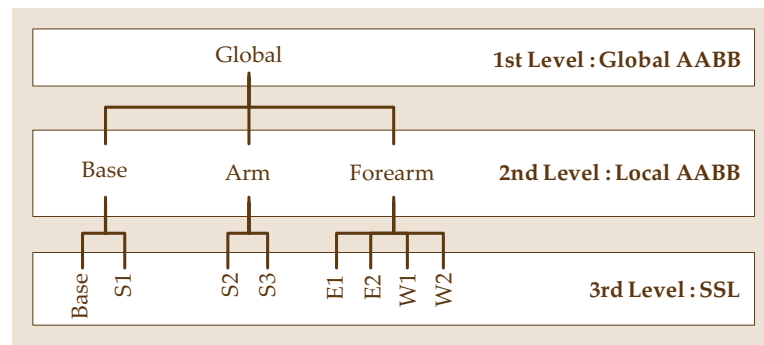 Global 1st Level : Global AABB
Base Arm Forearm 2nd Level : Local AABB
Base S1 S2 S3 E1 E2 W1 W2 3rd Level : SSL